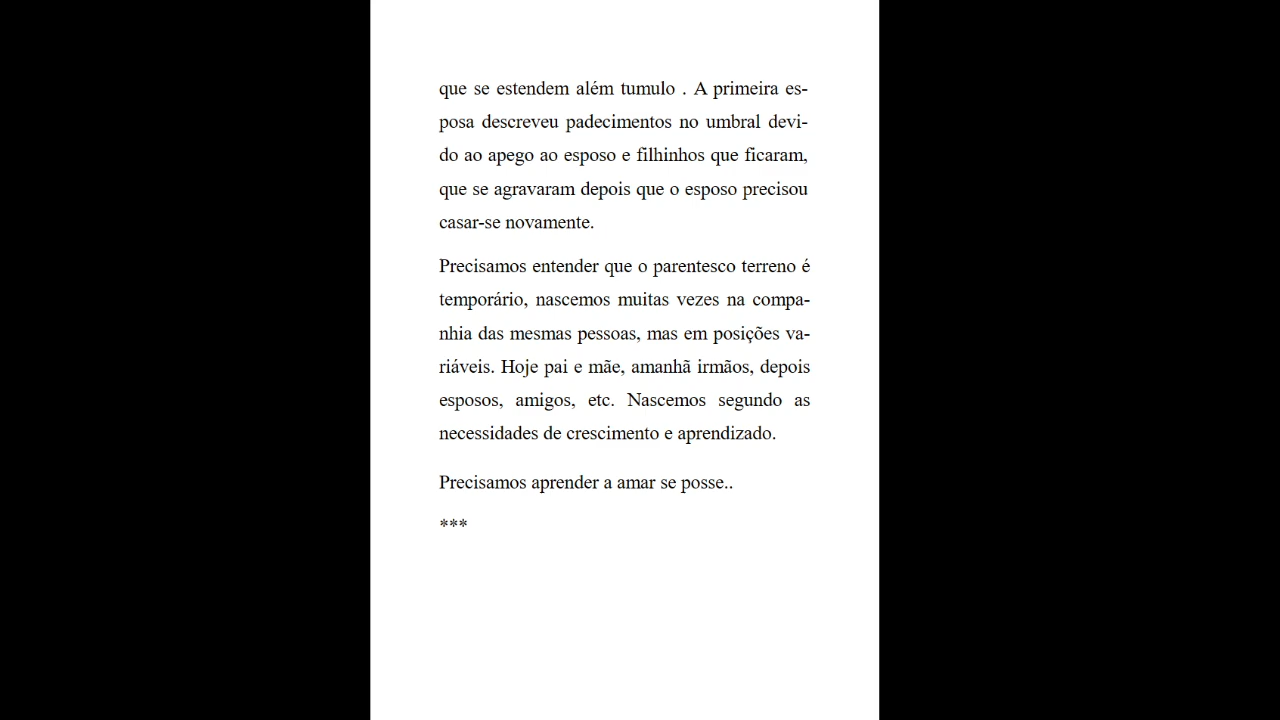 que se estendem além tumulo . A primeira es-
posa descreveu padecimentos no umbral devi-
do ao apego ao esposo e filhinhos que ficaram,
que se agravaram depois que o esposo precisou
casar-se novamente.
Precisamos entender que o parentesco terreno é
temporário, nascemos muitas vezes na compa-
nhia das mesmas pessoas, mas em posições va-
riáveis. Hoje pai e mãe, amanhã irmãos, depois
esposos, amigos, etc. Nascemos segundo as
necessidades de crescimento e aprendizado.
Precisamos aprender a amar se posse..
***